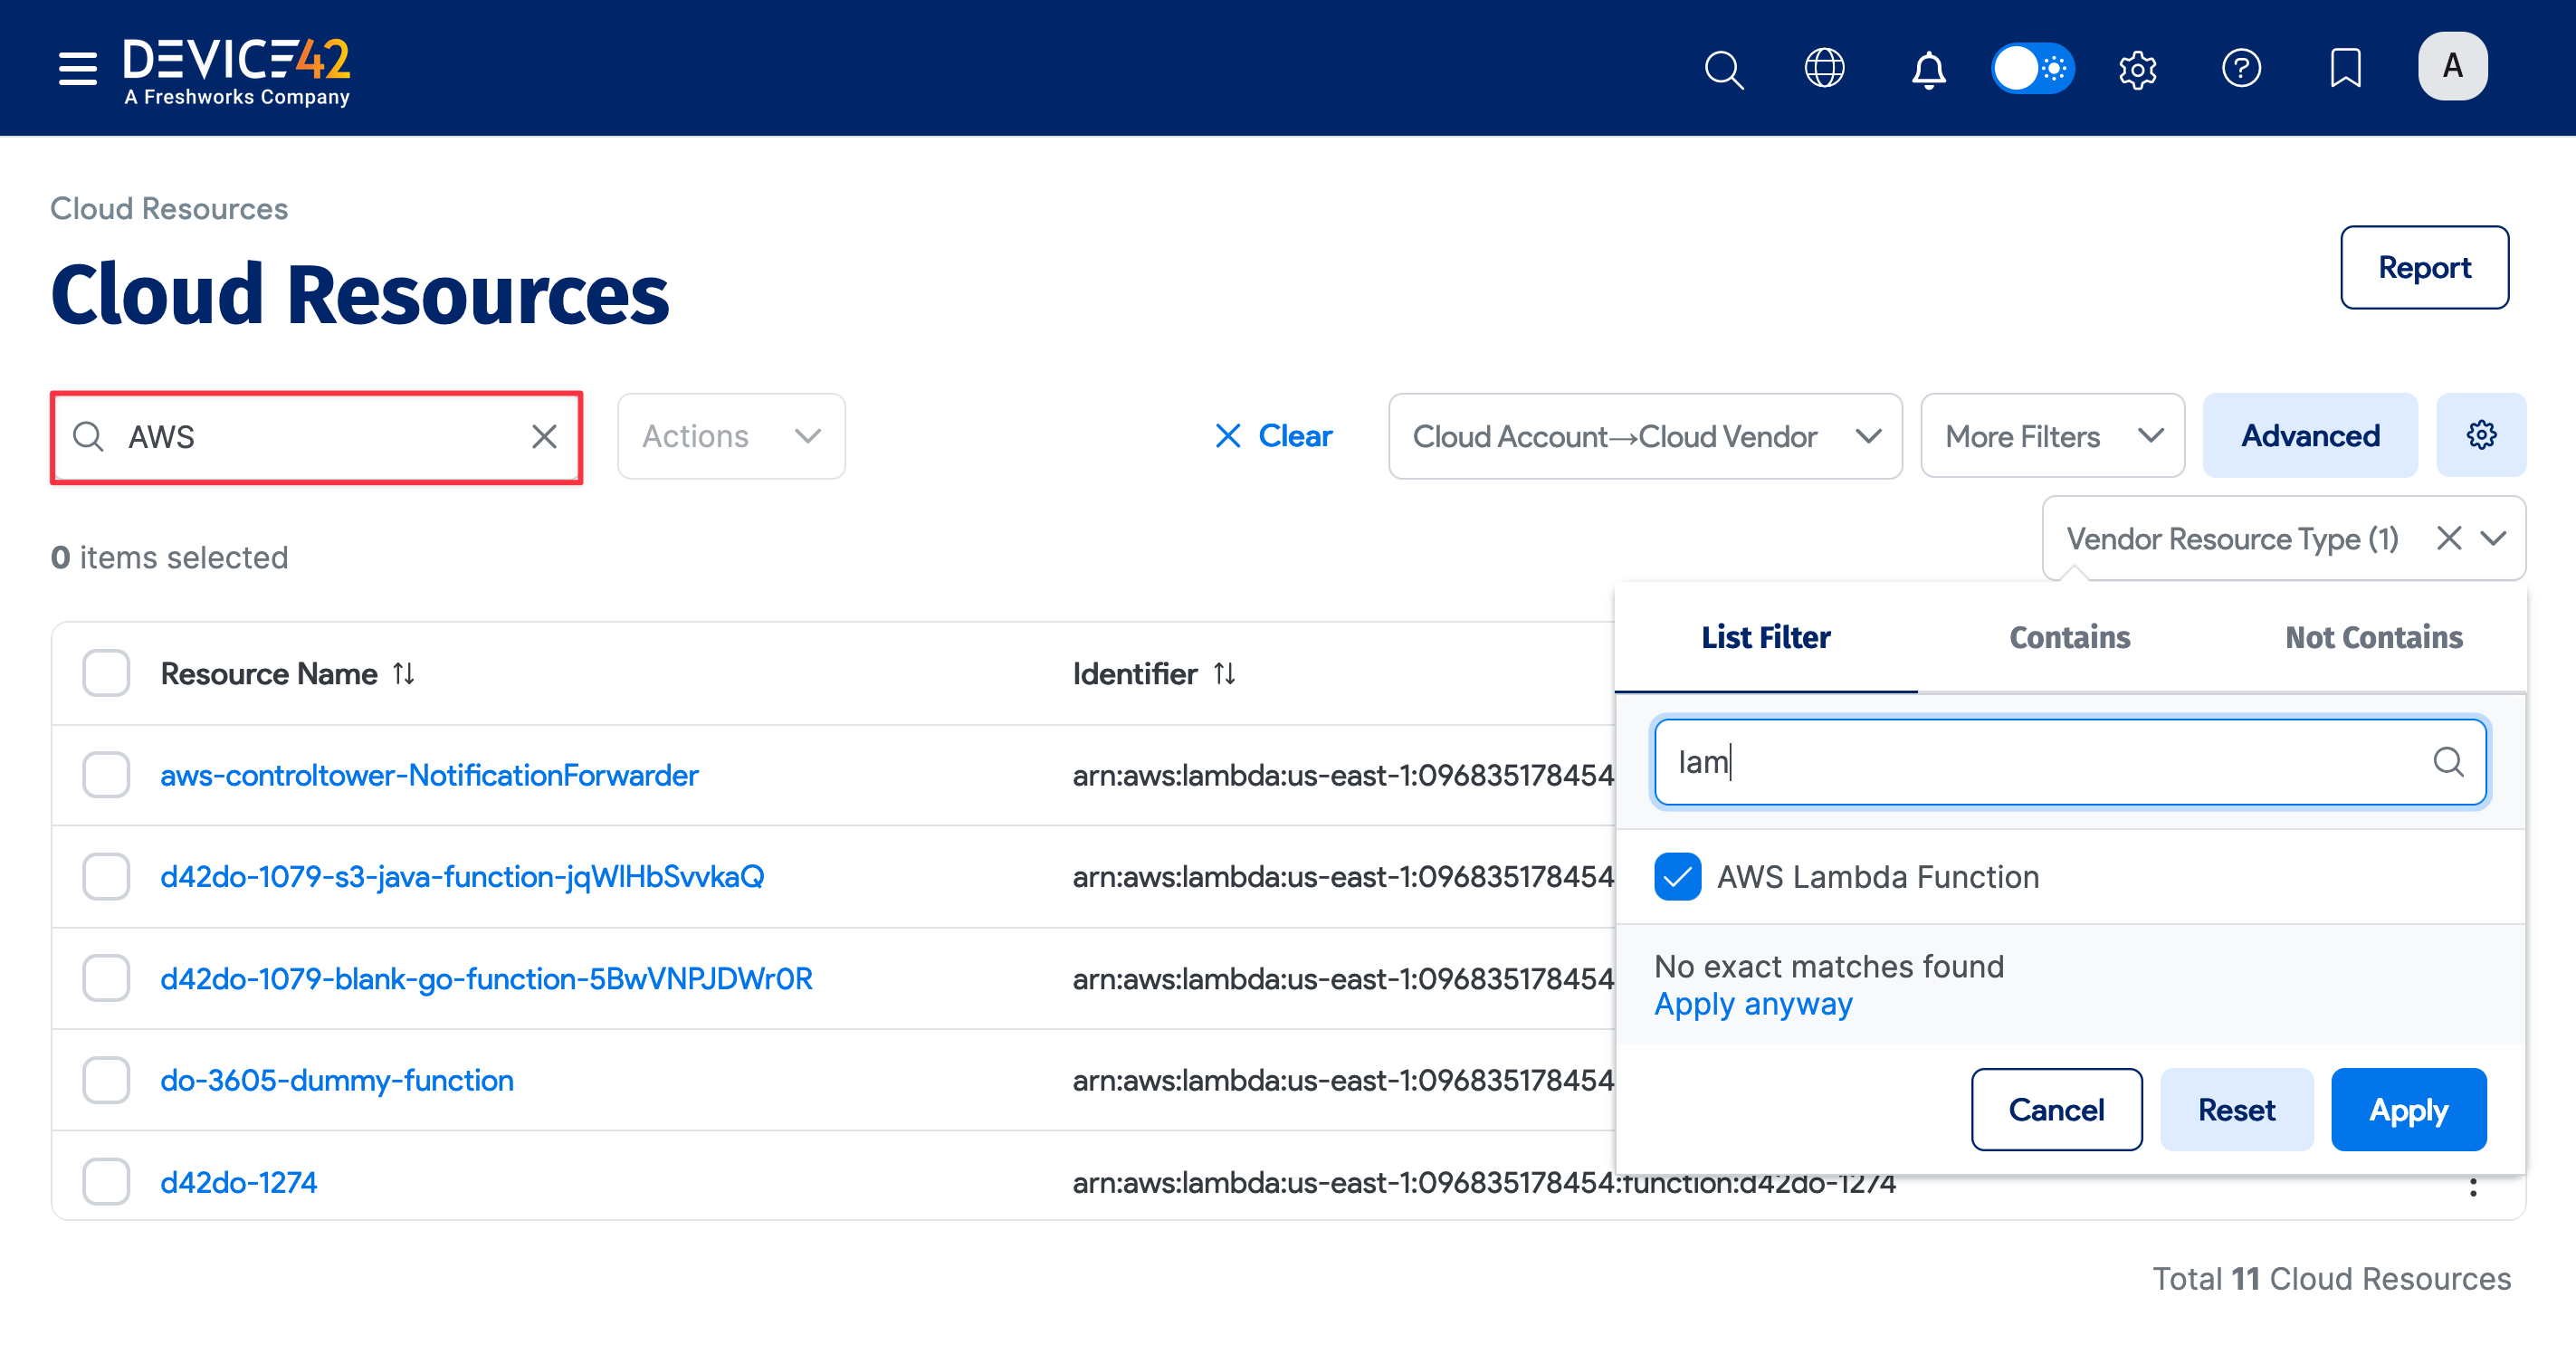 DEVICE42
A Freshworks Company
A
Cloud Resources
Cloud Resources
Report
AWS
Actions
Clear
Cloud Account→Cloud Vendor
More Filters
Advanced
Vendor Resource Type (1)
0 items selected
List Filter
Contains
Not Contains
lam
AWS Lambda Function
No exact matches found
Apply anyway
Cancel
Reset
Apply
Resource Name
Identifier
aws-controltower-NotificationForwarder
arn:aws:lambda:us-east-1:096835178454
d42do-1079-s3-java-function-jqWlHbSvvkaQ
arn:aws:lambda:us-east-1:096835178454
d42do-1079-blank-go-function-5BwVNPJDWr0R
arn:aws:lambda:us-east-1:096835178454
do-3605-dummy-function
arn:aws:lambda:us-east-1:096835178454
d42do-1274
arn:aws:lambda:us-east-1:096835178454:function:d42do-1274
Total 11 Cloud Resources